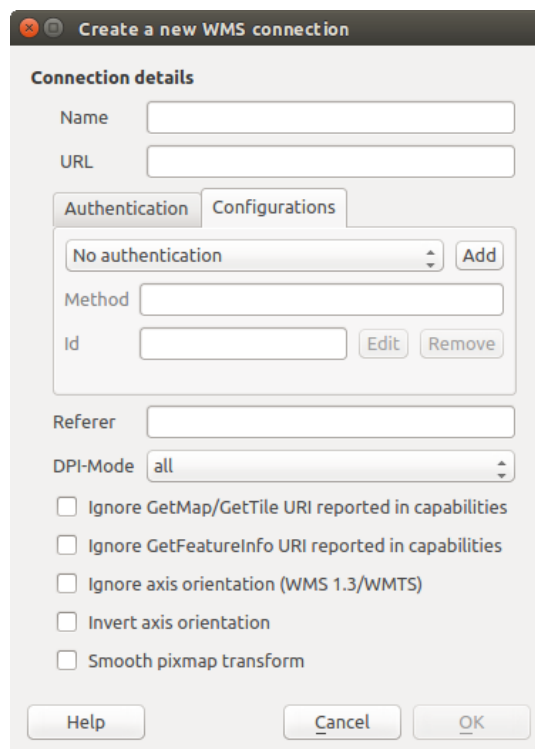 Create a new WMS connection
Connection details
Name
URL
Authentication Configurations
No authentication Add
Method
Id Edit Remove
Referer
DPI-Mode all
Ignore GetMap/GetTile URI reported in capabilities
Ignore GetFeatureInfo URI reported in capabilities
Ignore axis orientation (WMS 1.3/WMTS)
Invert axis orientation
Smooth pixmap transform
Help Cancel OK